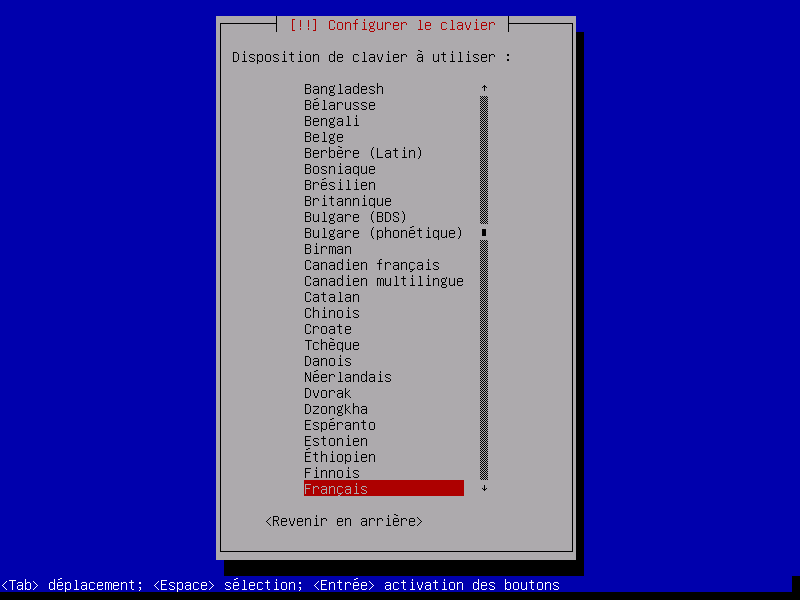 [!!] Configurer le clavier
Disposition de clavier à utiliser :
Bangladesh
Bélarusse
Bengali
Belge
Berbère (Latin)
Bosniaque
Brésilien
Britannique
Bulgare (BDS)
Bulgare (phonétique)
Birman
Canadien français
Canadien multilingue
Catalan
Chinois
Croate
Tchèque
Danois
Néerlandais
Dvorak
Dzongkha
Espéranto
Estonien
Éthiopien
Finnois
Français
<Revenir en arrière>
<Tab> déplacement; <Espace> sélection; <Entrée> activation des boutons